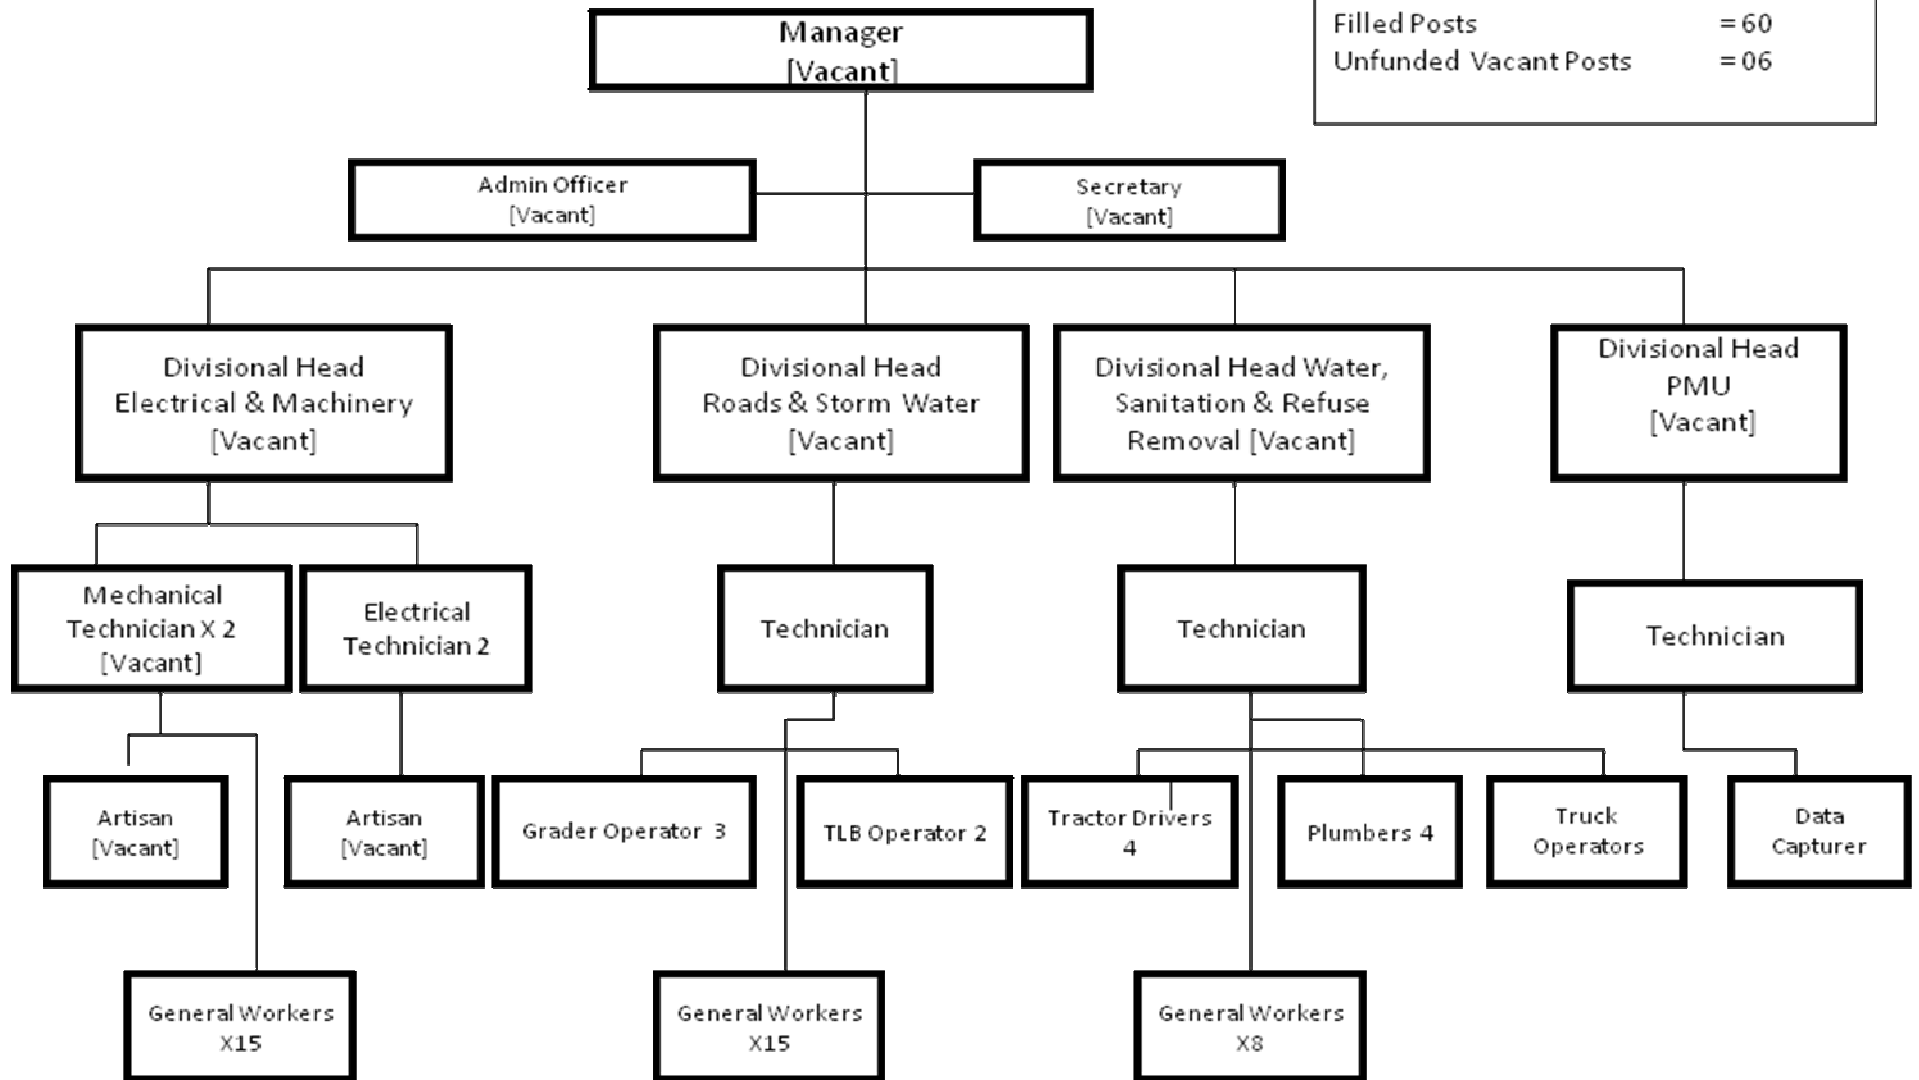 Manager
[Vacant]
Filled Posts = 60
Unfunded Vacant Posts = 06
Admin Officer
[Vacant]
Secretary
[Vacant]
Divisional Head
Electrical & Machinery
[Vacant]
Divisional Head
Roads & Storm Water
[Vacant]
Divisional Head Water,
Sanitation & Refuse
Removal [Vacant]
Divisional Head
PMU
[Vacant]
Mechanical
Technician X 2
[Vacant]
Electrical
Technician 2
Technician
Technician
Technician
Artisan
[Vacant]
Artisan
[Vacant]
Grader Operator 3
TLB Operator 2
Tractor Drivers
4
Plumbers 4
Truck
Operators
Data
Capturer
General Workers
X15
General Workers
X15
General Workers
X8